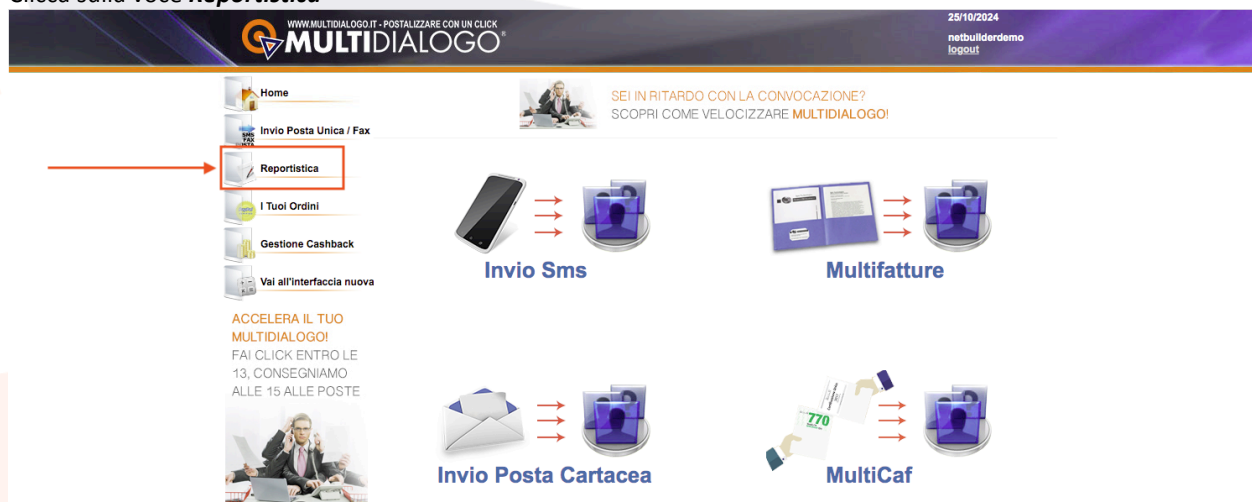 Clicca sulla voce Reportistica
WWW.MULTIDIALOGO.IT - POSTALIZZARE CON UN CLICK
MULTIDIALOGO®
25/10/2024
netbuilderdemo
logout
Home
Invio Posta Unica / Fax
Reportistica
I Tuoi Ordini
Gestione Cashback
Vai all'interfaccia nuova
SEI IN RITARDO CON LA CONVOCAZIONE?
SCOPRI COME VELOCIZZARE MULTIDIALOGO!
Invio Sms
Multifatture
ACCELERA IL TUO
MULTIDIALOGO!
FAI CLICK ENTRO LE
13, CONSEGNIAMO
ALLE 15 ALLE POSTE
770
Invio Posta Cartacea
MultiCaf